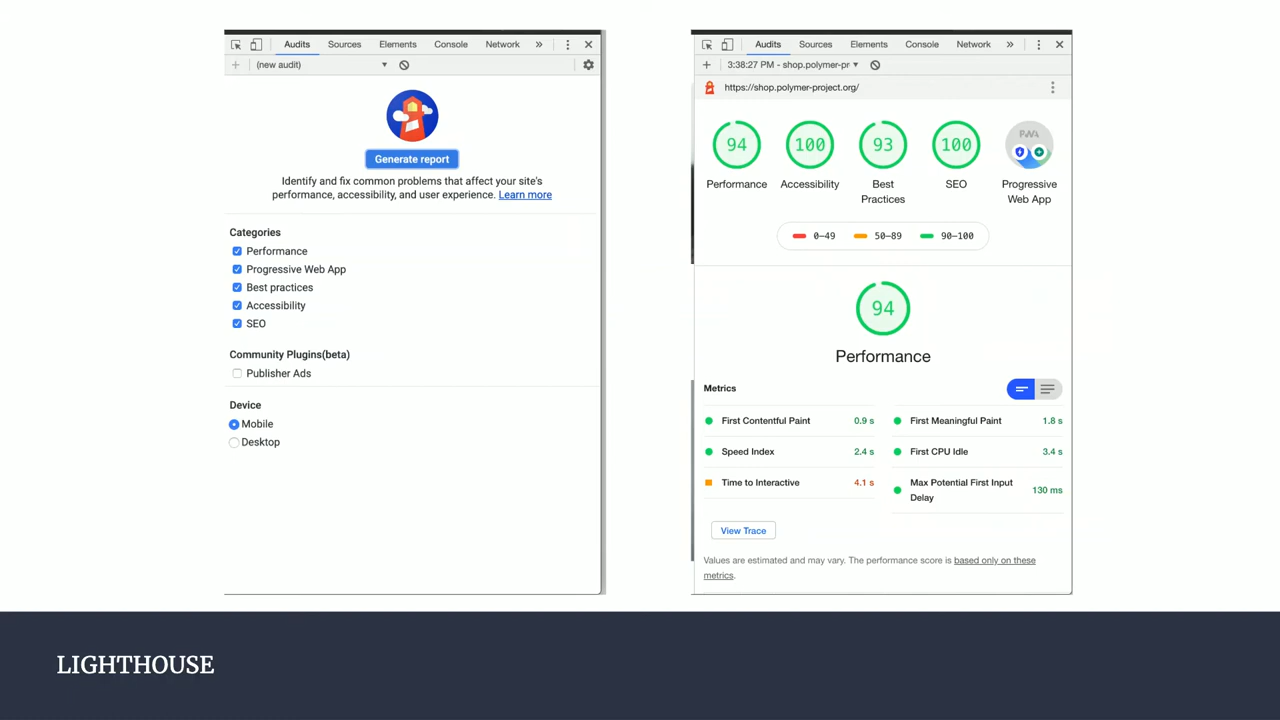 Audits Sources Elements Console Network »
(new audit)
Generate report
Identify and fix common problems that affect your site's
performance, accessibility, and user experience. Learn more
Categories
Performance
Progressive Web App
Best practices
Accessibility
SEO
Community Plugins(beta)
Publisher Ads
Device
Mobile
Desktop
Audits Sources Elements Console Network »
3:38:27 PM - shop.polymer-pr
https://shop.polymer-project.org/
94 100 93 100 PWA
Performance Accessibility Best SEO Progressive
Practices Web App
0–49 50–89 90–100
94
Performance
Metrics
First Contentful Paint 0.9 s First Meaningful Paint 1.8 s
Speed Index 2.4 s First CPU Idle 3.4 s
Time to Interactive 4.1 s Max Potential First Input 130 ms
Delay
View Trace
Values are estimated and may vary. The performance score is based only on these
metrics.
LIGHTHOUSE